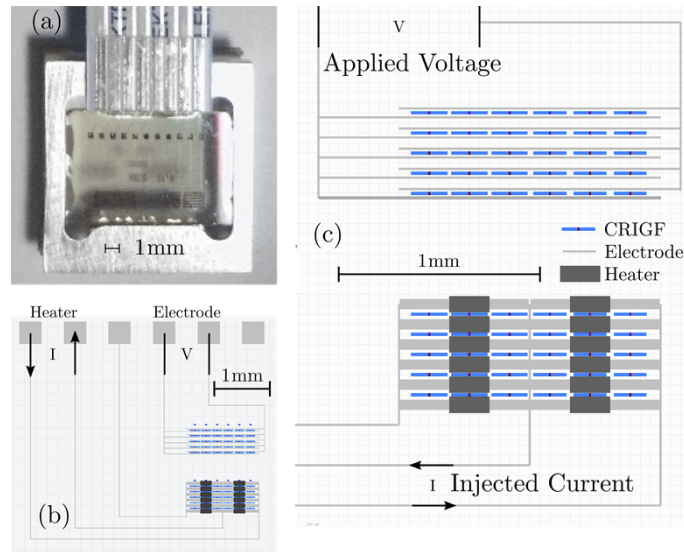 (a)
1mm
V
Applied Voltage
(c)
CRIGF
Electrode
Heater
1mm
I Injected Current
Heater Electrode
I V
1mm
(b)